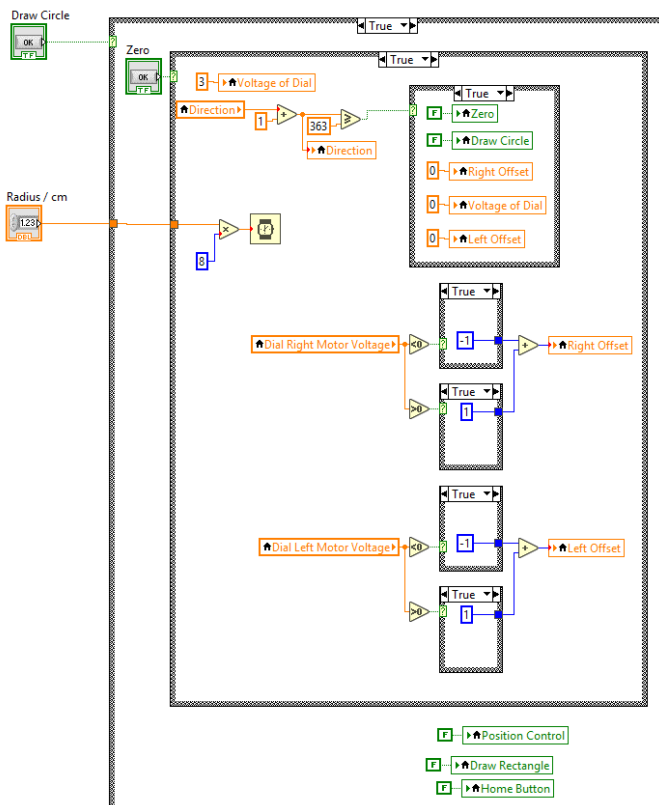 Draw Circle
OK
TF
True
Zero
OK
TF
True
3
Voltage of Dial
True
Direction
+
1
363
≥
Direction
F
Zero
F
Draw Circle
0
Right Offset
0
Voltage of Dial
0
Left Offset
Radius / cm
1.23
DBL
×
8
True
-1
Dial Right Motor Voltage
<0
+
Right Offset
True
>0
1
True
-1
Dial Left Motor Voltage
<0
+
Left Offset
True
>0
1
F
Position Control
F
Draw Rectangle
F
Home Button